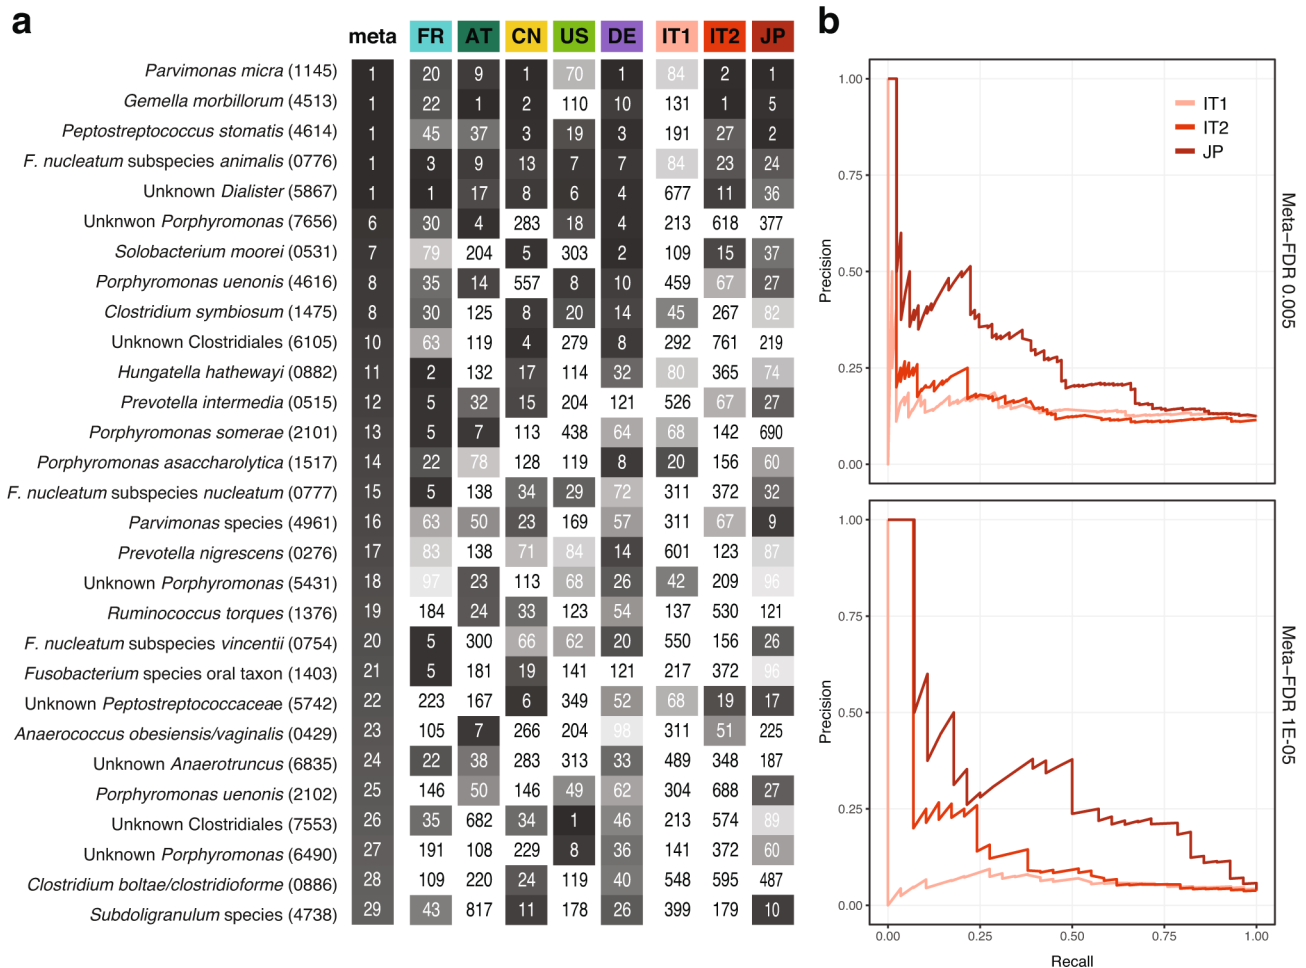 a
meta FR AT CN US DE IT1 IT2 JP
Parvimonas micra (1145) 1 20 9 1 70 1 84 2 1
Gemella morbillorum (4513) 1 22 1 2 110 10 131 1 5
Peptostreptococcus stomatis (4614) 1 45 37 3 19 3 191 27 2
F. nucleatum subspecies animalis (0776) 1 3 9 13 7 7 84 23 24
Unknown Dialister (5867) 1 1 17 8 6 4 677 11 36
Unknwon Porphyromonas (7656) 6 30 4 283 18 4 213 618 377
Solobacterium moorei (0531) 7 79 204 5 303 2 109 15 37
Porphyromonas uenonis (4616) 8 35 14 557 8 10 459 67 27
Clostridium symbiosum (1475) 8 30 125 8 20 14 45 267 82
Unknown Clostridiales (6105) 10 63 119 4 279 8 292 761 219
Hungatella hathewayi (0882) 11 2 132 17 114 32 80 365 74
Prevotella intermedia (0515) 12 5 32 15 204 121 526 67 27
Porphyromonas somerae (2101) 13 5 7 113 438 64 68 142 690
Porphyromonas asaccharolytica (1517) 14 22 78 128 119 8 20 156 60
F. nucleatum subspecies nucleatum (0777) 15 5 138 34 29 72 311 372 32
Parvimonas species (4961) 16 63 50 23 169 57 311 67 9
Prevotella nigrescens (0276) 17 83 138 71 84 14 601 123 87
Unknown Porphyromonas (5431) 18 97 23 113 68 26 42 209 96
Ruminococcus torques (1376) 19 184 24 33 123 54 137 530 121
F. nucleatum subspecies vincentii (0754) 20 5 300 66 62 20 550 156 26
Fusobacterium species oral taxon (1403) 21 5 181 19 141 121 217 372 96
Unknown Peptostreptococcaceae (5742) 22 223 167 6 349 52 68 19 17
Anaerococcus obesiensis/vaginalis (0429) 23 105 7 266 204 98 311 51 225
Unknown Anaerotruncus (6835) 24 22 38 283 313 33 489 348 187
Porphyromonas uenonis (2102) 25 146 50 146 49 62 304 688 27
Unknown Clostridiales (7553) 26 35 682 34 1 46 213 574 89
Unknown Porphyromonas (6490) 27 191 108 229 8 36 141 372 60
Clostridium boltae/clostridioforme (0886) 28 109 220 24 119 40 548 595 487
Subdoligranulum species (4738) 29 43 817 11 178 26 399 179 10
b
1.00
0.75
0.50
0.25
0.00
Precision
IT1
IT2
JP
Meta−FDR 0.005
1.00
0.75
0.50
0.25
0.00
Precision
Meta−FDR 1E-05
0.00 0.25 0.50 0.75 1.00
Recall